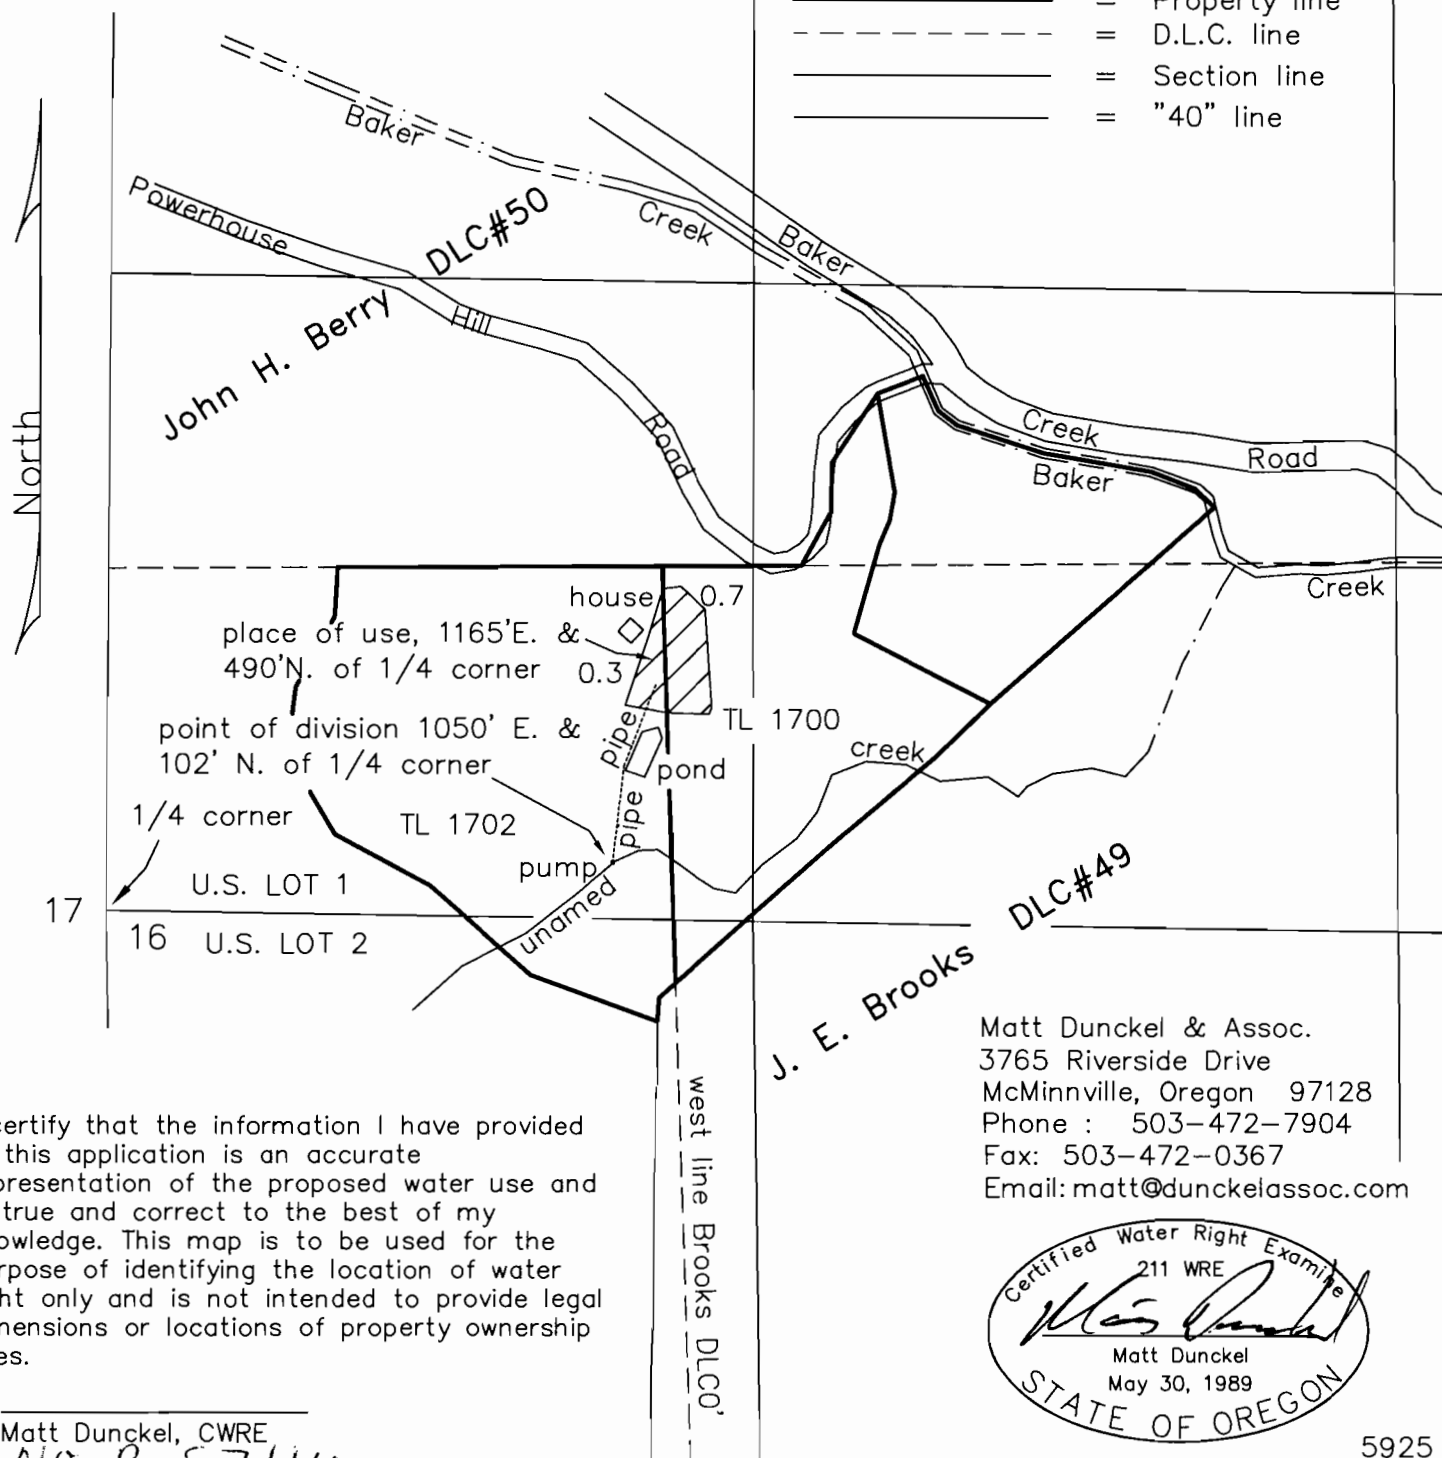 = Property line
= D.L.C. line
= Section line
= "40" line
Baker
Creek
Baker
Powerhouse
Hill
Road
DLC#50
John H. Berry
North
Creek
Road
Baker
Creek
house
0.7
place of use, 1165'E. &
490'N. of 1/4 corner
0.3
point of division 1050' E. &
102' N. of 1/4 corner
TL 1700
pipe
pond
creek
1/4 corner
TL 1702
pipe
pump
unamed
U.S. LOT 1
17
16
U.S. LOT 2
DLC#49
J. E. Brooks
west line Brooks DLCO'
Matt Dunckel & Assoc.
3765 Riverside Drive
McMinnville, Oregon 97128
Phone : 503-472-7904
Fax: 503-472-0367
Email: matt@dunckelassoc.com
certify that the information I have provided
this application is an accurate
presentation of the proposed water use and
true and correct to the best of my
owledge. This map is to be used for the
rpose of identifying the location of water
ht only and is not intended to provide legal
mensions or locations of property ownership
es.
Matt Dunckel, CWRE
Certified Water Right Examine
211 WRE
Matt Dunckel
May 30, 1989
STATE OF OREGON
5925